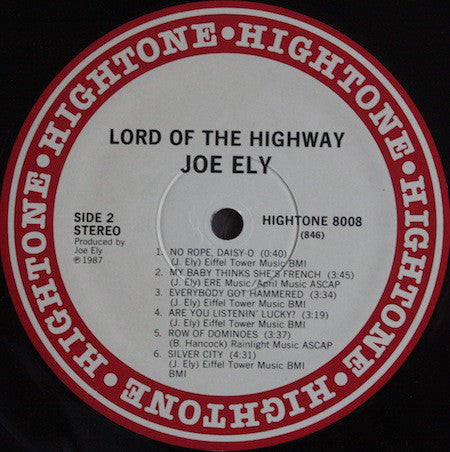 HIGHTONE • HIGHTONE • HIGHTONE • HIGHTONE • HIGHTONE • HIGHTONE • HIGHTONE •
LORD OF THE HIGHWAY
JOE ELY
SIDE 2
STEREO
Produced by
Joe Ely
℗ 1987
HIGHTONE 8008
(846)
1. NO ROPE, DAISY-O (0:40)
(J. Ely) Eiffel Tower Music BMI
2. MY BABY THINKS SHE'S FRENCH (3:45)
(J. Ely) ERE Music/April Music ASCAP
3. EVERYBODY GOT HAMMERED (3:34)
(J. Ely) Eiffel Tower Music BMI
4. ARE YOU LISTENIN' LUCKY? (3:19)
(J. Ely) Eiffel Tower Music BMI
5. ROW OF DOMINOES (3:37)
(B. Hancock) Rainlight Music ASCAP
6. SILVER CITY (4:31)
(J. Ely) Eiffel Tower Music BMI
BMI